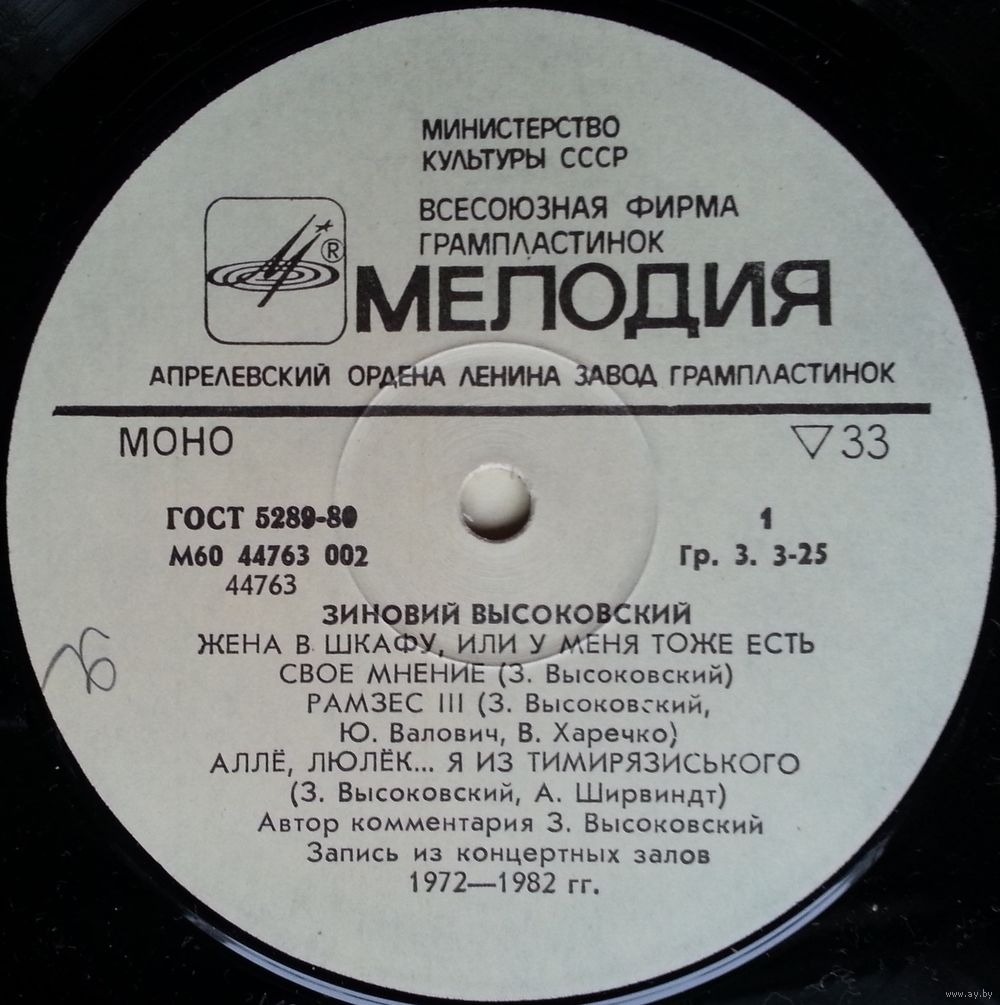 МИНИСТЕРСТВО
КУЛЬТУРЫ СССР
ВСЕСОЮЗНАЯ ФИРМА
ГРАМПЛАСТИНОК
®
МЕЛОДИЯ
АПРЕЛЕВСКИЙ ОРДЕНА ЛЕНИНА ЗАВОД ГРАМПЛАСТИНОК
МОНО ▽33
ГОСТ 5289-80 1
М60 44763 002 Гр. 3. 3-25
44763
ЗИНОВИЙ ВЫСОКОВСКИЙ
ЖЕНА В ШКАФУ, ИЛИ У МЕНЯ ТОЖЕ ЕСТЬ
СВОЕ МНЕНИЕ (З. Высоковский)
РАМЗЕС III (З. Высоковский,
Ю. Валович, В. Харечко)
АЛЛЁ, ЛЮЛЁК... Я ИЗ ТИМИРЯЗИСЬКОГО
(З. Высоковский, А. Ширвиндт)
Автор комментария З. Высоковский
Запись из концертных залов
1972—1982 гг.
www.ay.by